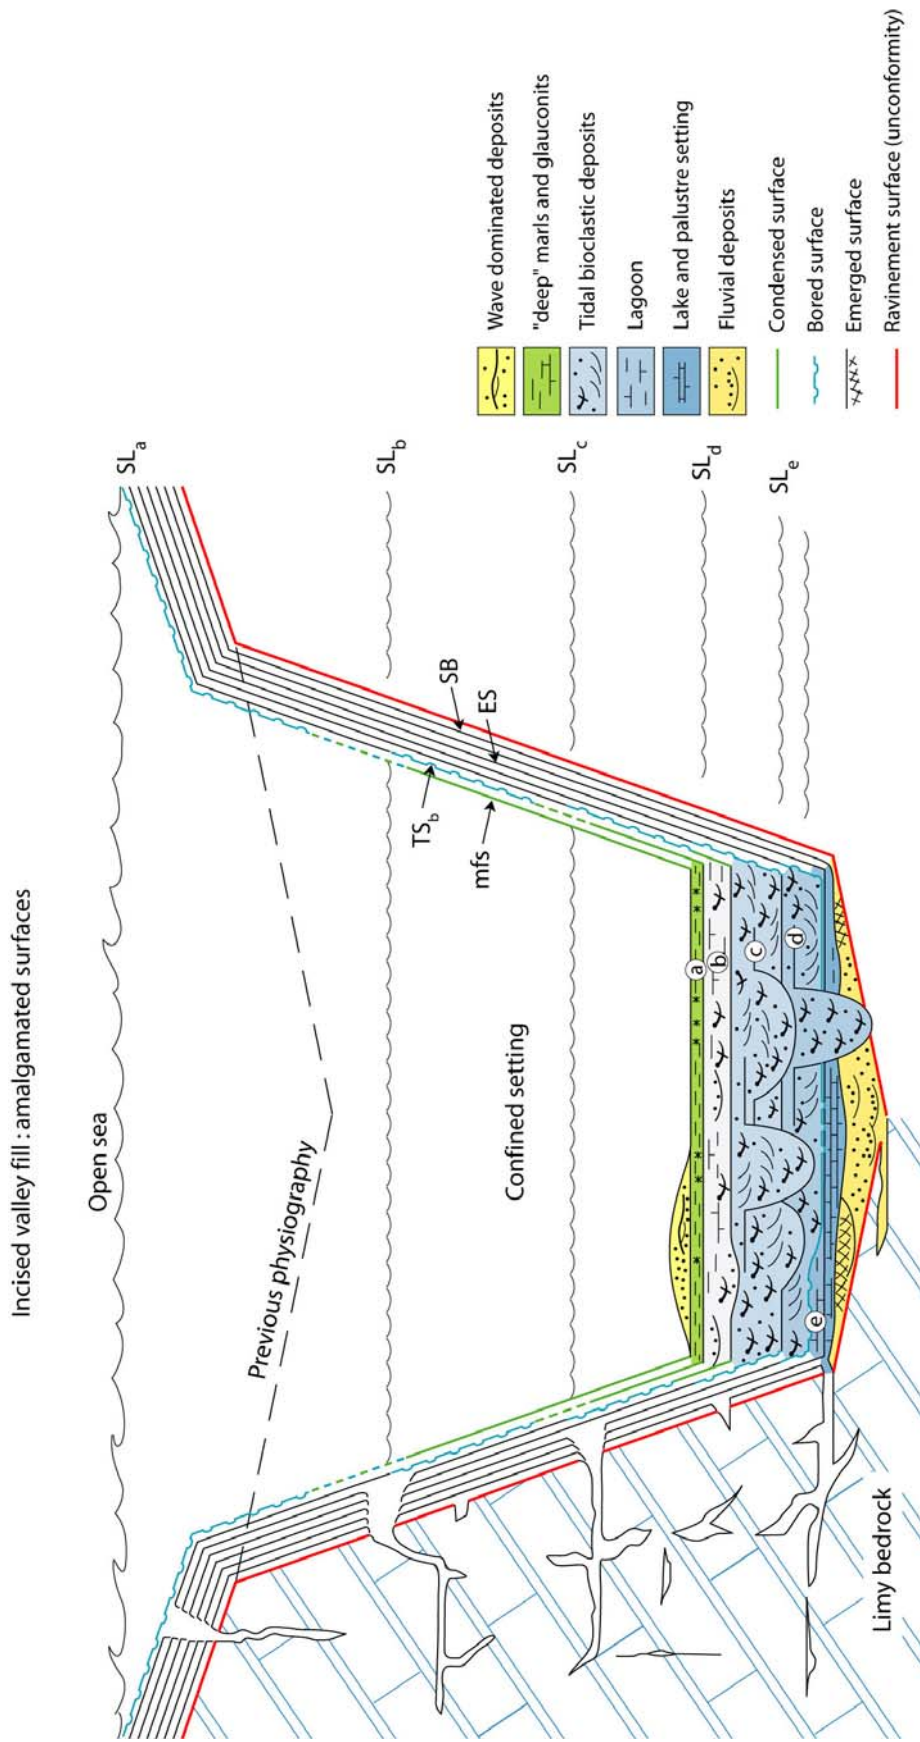 Incised valley fill : amalgamated surfaces
Open sea
SLa
Previous physiography
SLb
SB
ES
TSb
mfs
Confined setting
SLc
SLd
SLe
a
b
c
d
e
Limy bedrock
Wave dominated deposits
"deep" marls and glauconits
Tidal bioclastic deposits
Lagoon
Lake and palustre setting
Fluvial deposits
Condensed surface
Bored surface
Emerged surface
Ravinement surface (unconformity)